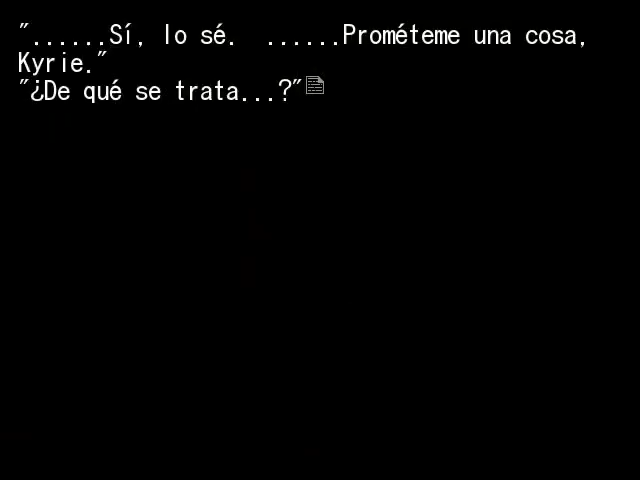 "......Sí, lo sé.  ......Prométeme una cosa,
Kyrie."
"¿De qué se trata...?"